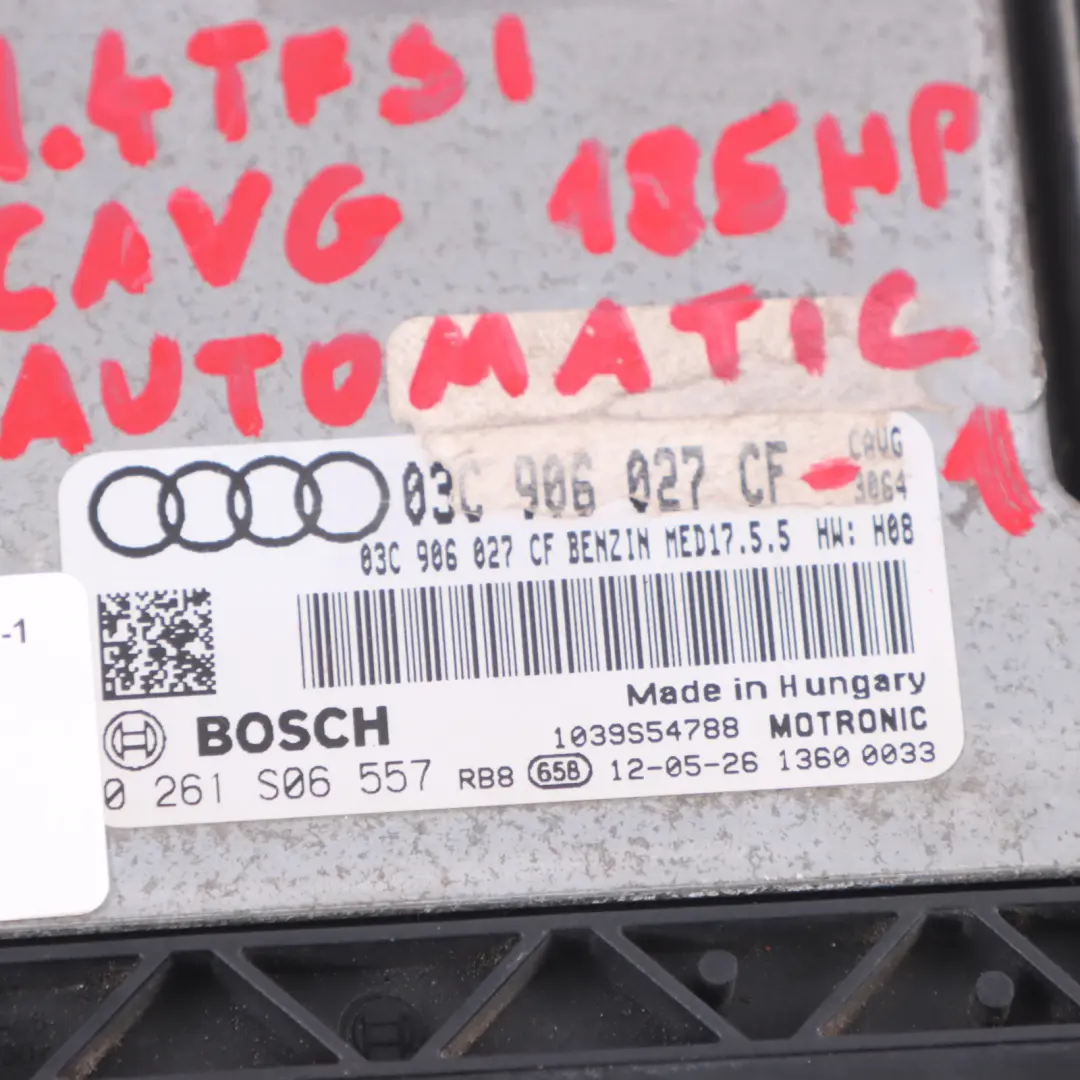 1.4TFSI
CAVG 185HP
AUTOMATIC
-1
03C 906 027 CF
CAVG
3064
03C 906 027 CF BENZIN MED17.5.5 HW: H08
-1
Made in Hungary
BOSCH
1039S54788 MOTRONIC
0 261 S06 557 RB8 658 12-05-26 1360 0033